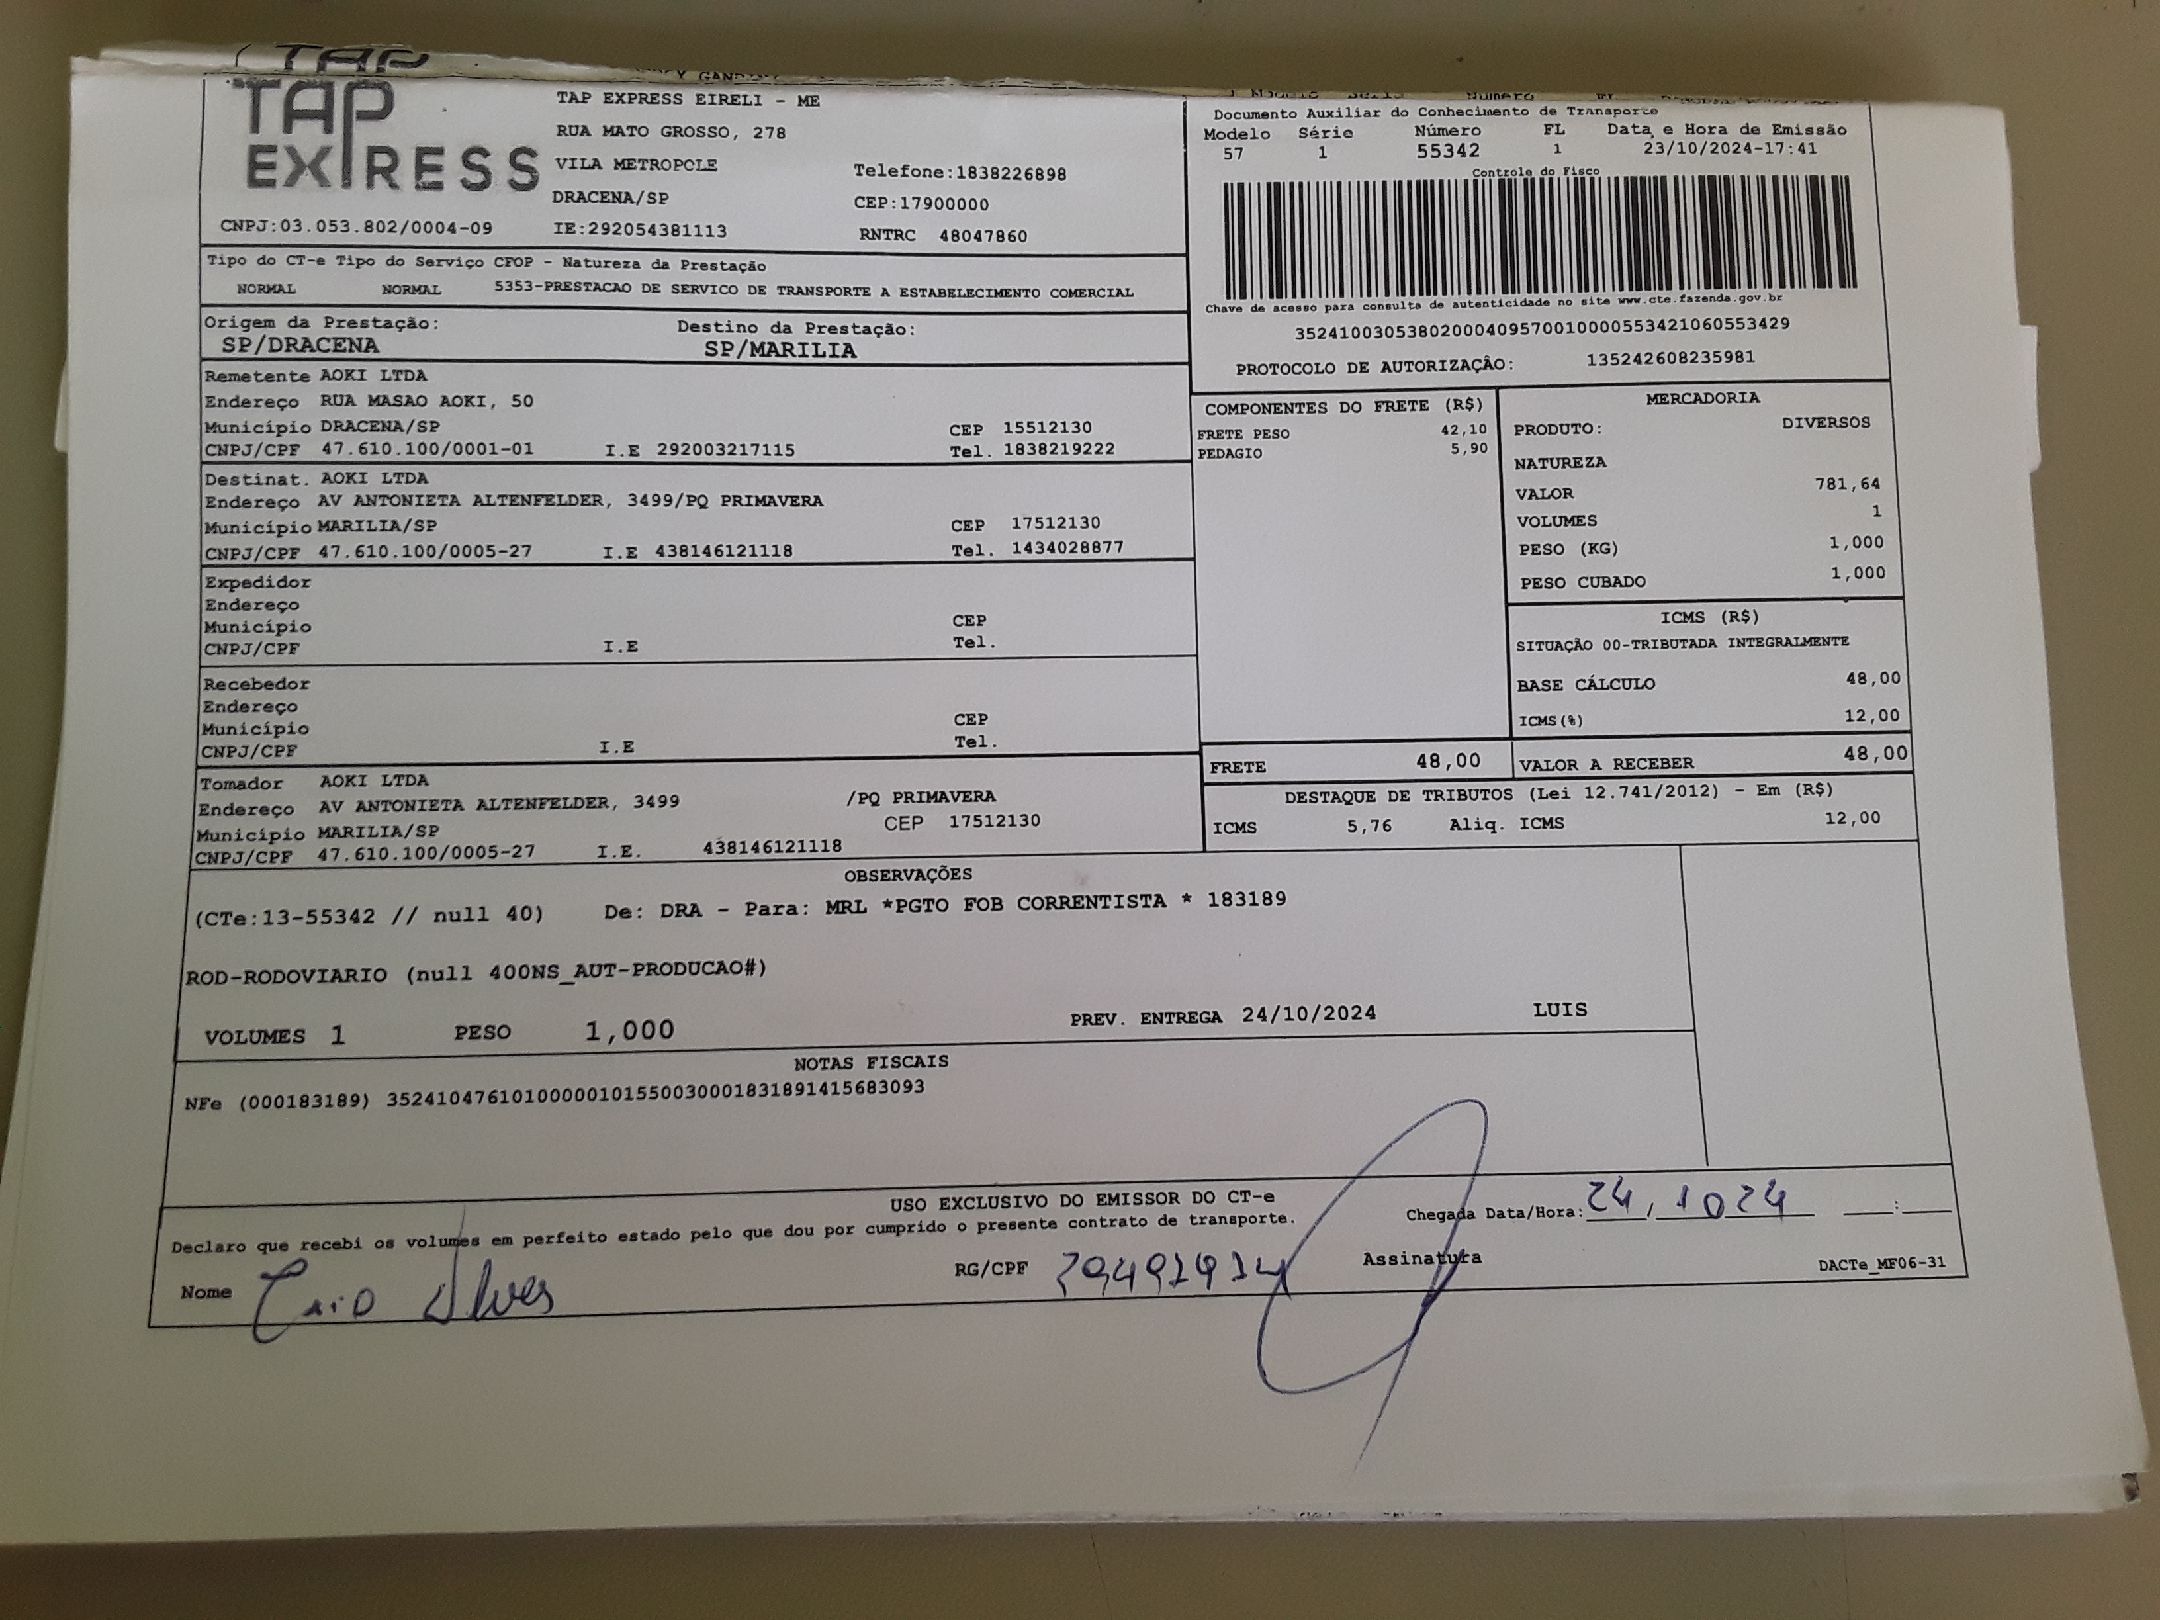 TAP
TAP
EXPRESS
CNPJ:03.053.802/0004-09
TAP EXPRESS EIRELI - ME
RUA MATO GROSSO, 278
VILA METROPOLE
Telefone:1838226898
DRACENA/SP
CEP:17900000
IE:292054381113
RNTRC 48047860
Documento Auxiliar do Conhecimento de Transporte
Modelo Série Número FL Data e Hora de Emissão
57 1 55342 1 23/10/2024-17:41
Controle do Fisco
Chave de acesso para consulta de autenticidade no site www.cte.fazenda.gov.br
35241003053802000409570010000553421060553429
PROTOCOLO DE AUTORIZAÇÂO: 135242608235981
Tipo do CT-e Tipo do Serviço CFOP - Natureza da Prestação
NORMAL NORMAL 5353-PRESTACAO DE SERVICO DE TRANSPORTE A ESTABELECIMENTO COMERCIAL
Origem da Prestação: Destino da Prestação:
SP/DRACENA SP/MARILIA
Remetente AOKI LTDA
Endereço RUA MASAO AOKI, 50
Município DRACENA/SP CEP 15512130
CNPJ/CPF 47.610.100/0001-01 I.E 292003217115 Tel. 1838219222
Destinat. AOKI LTDA
Endereço AV ANTONIETA ALTENFELDER, 3499/PQ PRIMAVERA
Município MARILIA/SP CEP 17512130
CNPJ/CPF 47.610.100/0005-27 I.E 438146121118 Tel. 1434028877
Expedidor
Endereço
Município CEP
CNPJ/CPF I.E Tel.
Recebedor
Endereço
Município CEP
CNPJ/CPF I.E Tel.
Tomador AOKI LTDA
Endereço AV ANTONIETA ALTENFELDER, 3499 /PQ PRIMAVERA
Município MARILIA/SP CEP 17512130
CNPJ/CPF 47.610.100/0005-27 I.E. 438146121118
COMPONENTES DO FRETE (R$)
FRETE PESO 42,10
PEDAGIO 5,90
MERCADORIA
PRODUTO: DIVERSOS
NATUREZA
VALOR 781,64
VOLUMES 1
PESO (KG) 1,000
PESO CUBADO 1,000
ICMS (R$)
SITUAÇÃO 00-TRIBUTADA INTEGRALMENTE
BASE CÁLCULO 48,00
ICMS(%) 12,00
FRETE 48,00 VALOR A RECEBER 48,00
DESTAQUE DE TRIBUTOS (Lei 12.741/2012) - Em (R$)
ICMS 5,76 Aliq. ICMS 12,00
OBSERVAÇÕES
(CTe:13-55342 // null 40) De: DRA - Para: MRL *PGTO FOB CORRENTISTA * 183189
ROD-RODOVIARIO (null 400NS_AUT-PRODUCAO#)
VOLUMES 1 PESO 1,000 PREV. ENTREGA 24/10/2024 LUIS
NOTAS FISCAIS
NFe (000183189) 35241047610100000101550030001831891415683093
USO EXCLUSIVO DO EMISSOR DO CT-e
Declaro que recebi os volumes em perfeito estado pelo que dou por cumprido o presente contrato de transporte.
Chegada Data/Hora: 24, 10 24 :
Nome Caio Alves RG/CPF Assinatura DACTe_MF06-31